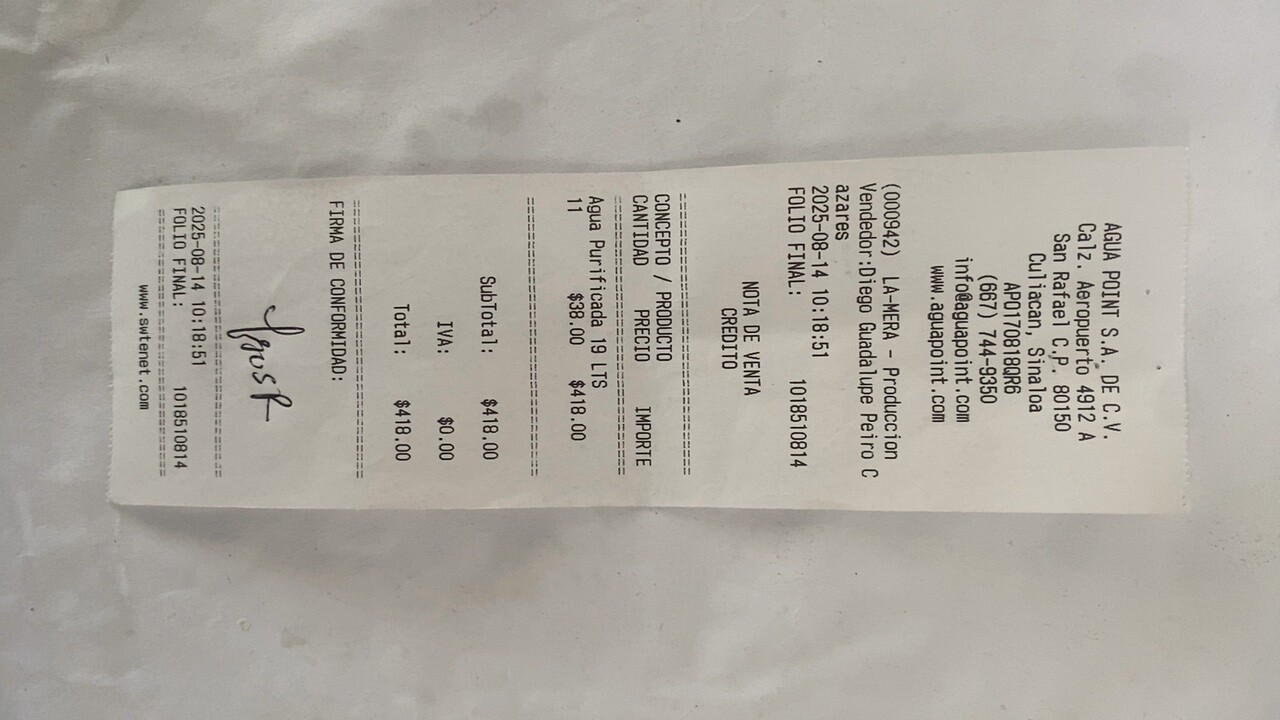 AGUA POINT S.A. DE C.V.
Calz. Aeropuerto 4912 A
San Rafael C.P. 80150
Culiacan, Sinaloa
APO170818QR6
(667) 744-9350
info@aguapoint.com
www.aguapoint.com
(000942) LA-MERA - Produccion
Vendedor:Diego Guadalupe Peiro C
azares
2025-08-14 10:18:51
FOLIO FINAL: 1018510814
NOTA DE VENTA
CREDITO
================================
CONCEPTO / PRODUCTO
CANTIDAD PRECIO IMPORTE
================================
Agua Purificada 19 LTS
11 $38.00 $418.00
================================
SubTotal: $418.00
IVA: $0.00
Total: $418.00
================================
FIRMA DE CONFORMIDAD:
================================
2025-08-14 10:18:51
FOLIO FINAL: 1018510814
================================
www.swtenet.com